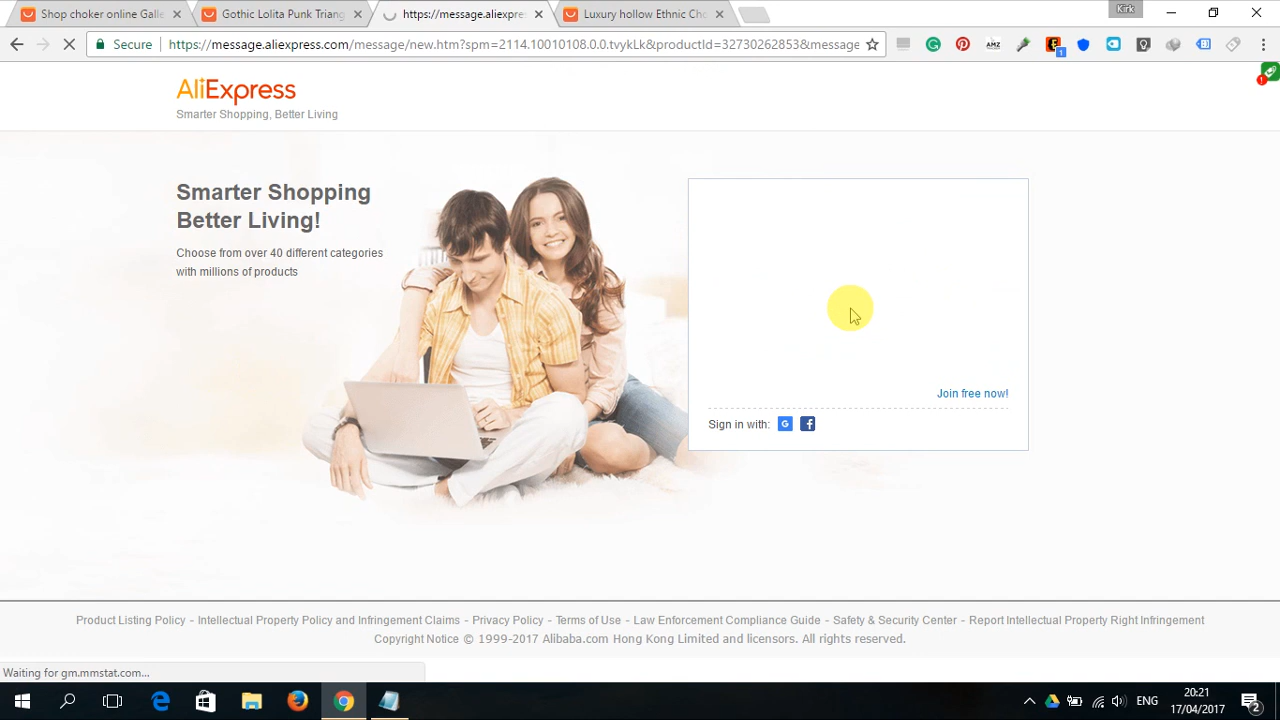 Shop choker online Galle
Gothic Lolita Punk Triang
https://message.aliexpre
Luxury hollow Ethnic Cho
Kirk
Secure
https://message.aliexpress.com/message/new.htm?spm=2114.10010108.0.0.tvykLk&productId=32730262853&message
AMZ
1
AliExpress
Smarter Shopping, Better Living
Smarter Shopping
Better Living!
Choose from over 40 different categories
with millions of products
Join free now!
Sign in with: G f
Product Listing Policy - Intellectual Property Policy and Infringement Claims - Privacy Policy - Terms of Use - Law Enforcement Compliance Guide - Safety & Security Center - Report Intellectual Property Right Infringement
Copyright Notice © 1999-2017 Alibaba.com Hong Kong Limited and licensors. All rights reserved.
Waiting for gm.mmstat.com...
ENG
20:21
17/04/2017
2